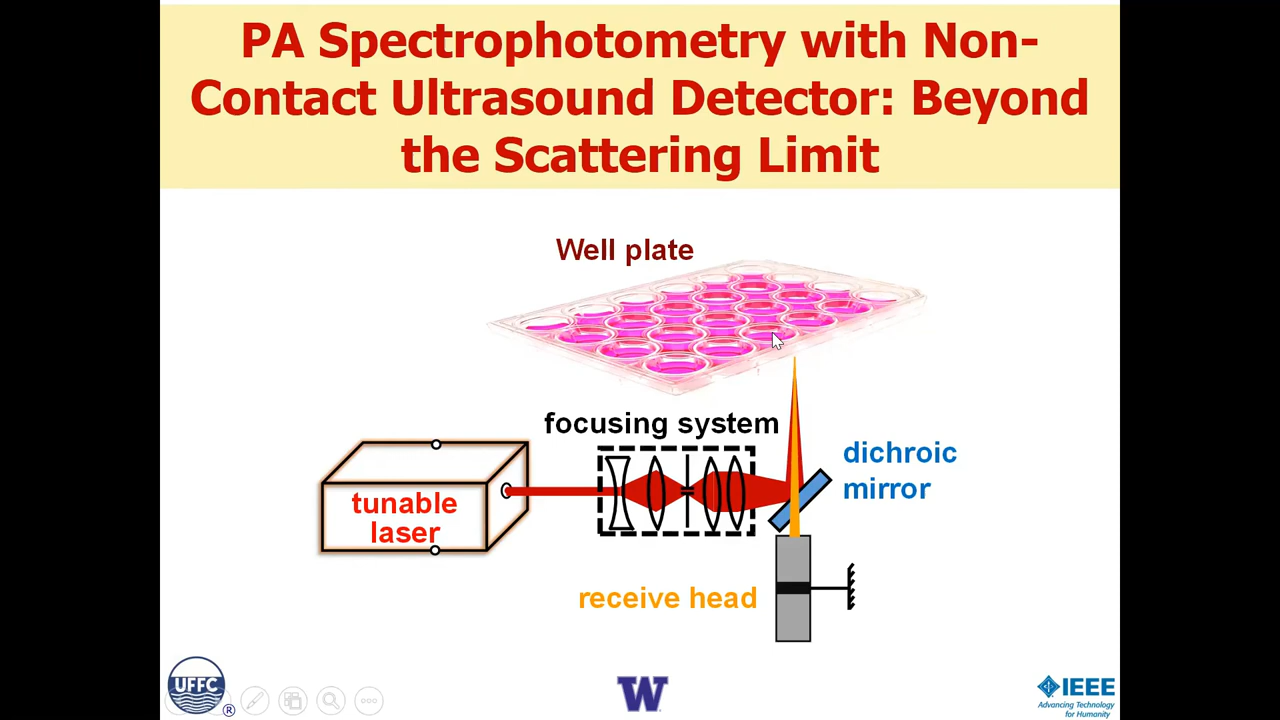 PA Spectrophotometry with Non-
Contact Ultrasound Detector: Beyond
the Scattering Limit
Well plate
focusing system
dichroic
mirror
tunable
laser
receive head
UFFC
®
W
IEEE
Advancing Technology
for Humanity